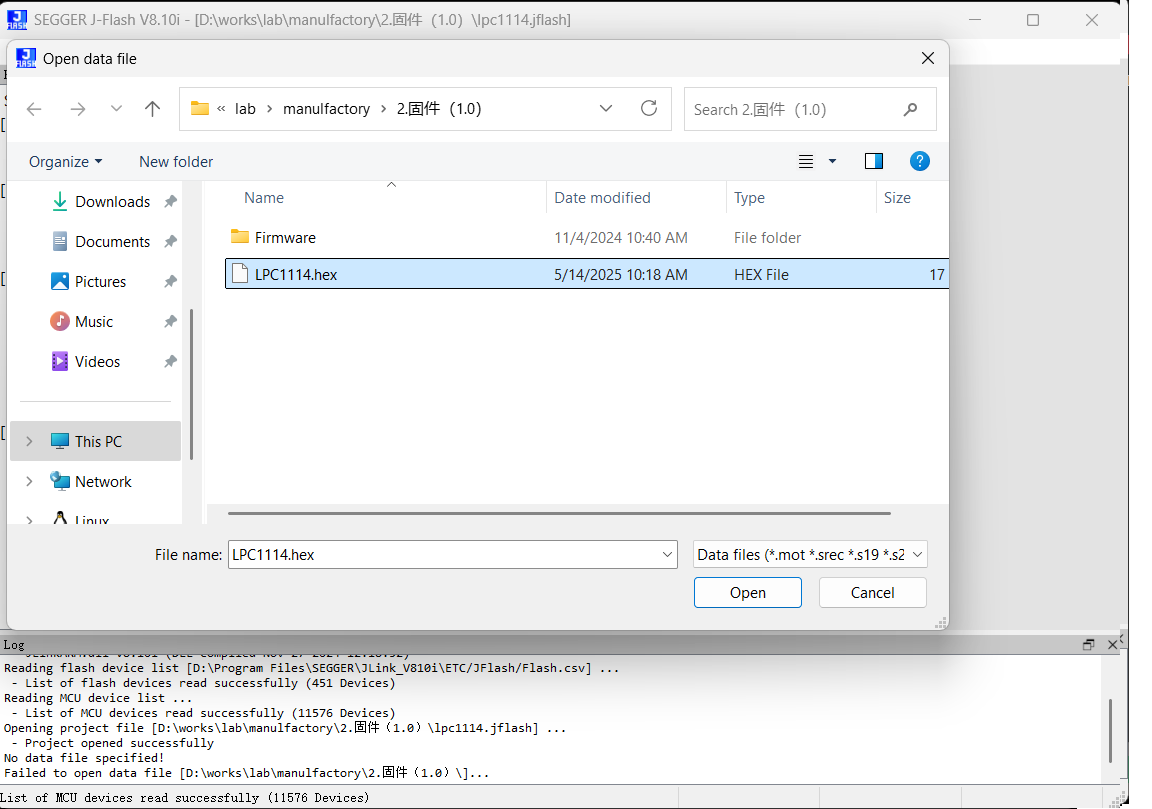 SEGGER J-Flash V8.10i - [D:\works\lab\manulfactory\2.固件（1.0）\lpc1114.jflash]
Open data file
« lab > manulfactory > 2.固件（1.0）
Search 2.固件（1.0）
Organize
New folder
Name Date modified Type Size
Downloads
Documents
Pictures
Music
Videos
This PC
Network
Linux
Firmware 11/4/2024 10:40 AM File folder
LPC1114.hex 5/14/2025 10:18 AM HEX File 17
File name: LPC1114.hex
Data files (*.mot *.srec *.s19 *.s2
Open
Cancel
Log
Reading flash device list [D:\Program Files\SEGGER\JLink_V810i\ETC/JFlash/Flash.csv] ...
- List of flash devices read successfully (451 Devices)
Reading MCU device list ...
- List of MCU devices read successfully (11576 Devices)
Opening project file [D:\works\lab\manulfactory\2.固件（1.0）\lpc1114.jflash] ...
- Project opened successfully
No data file specified!
Failed to open data file [D:\works\lab\manulfactory\2.固件（1.0）\]...
List of MCU devices read successfully (11576 Devices)